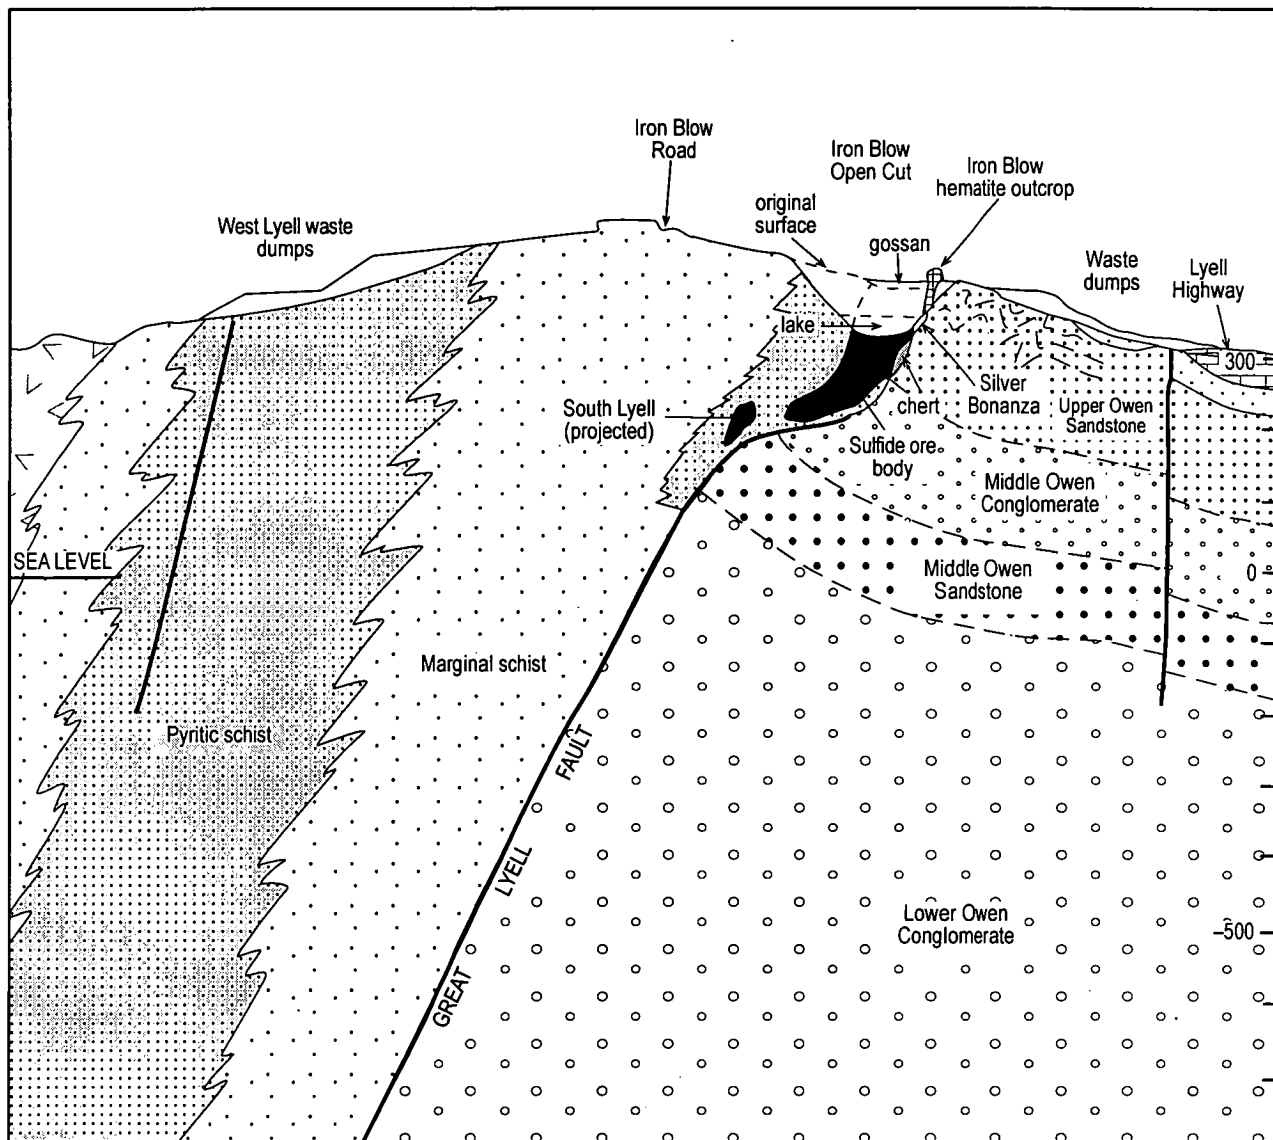 Iron Blow
Road
Iron Blow
Open Cut
Iron Blow
hematite outcrop
original
surface
West Lyell waste
dumps
gossan
Waste
dumps
Lyell
Highway
lake
300
South Lyell
(projected)
chert
Silver
Bonanza
Upper Owen
Sandstone
Sulfide ore
body
Middle Owen
Conglomerate
SEA LEVEL
0
Middle Owen
Sandstone
Marginal schist
Pyritic schist
GREAT LYELL FAULT
Lower Owen
Conglomerate
–500